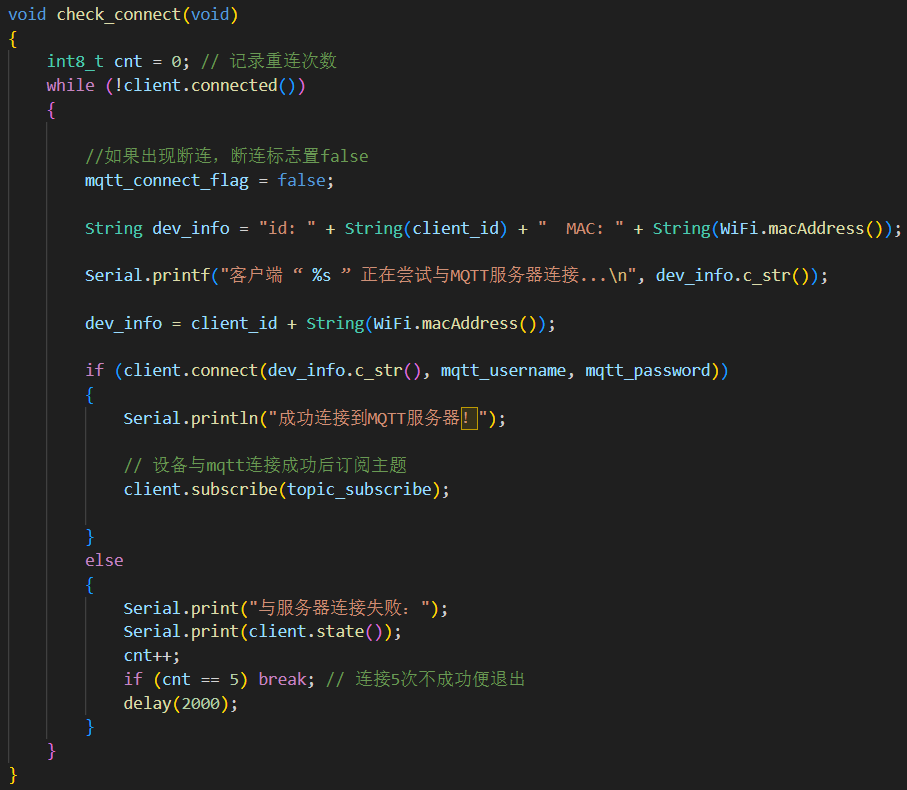 void check_connect(void)
{
int8_t cnt = 0; // 记录重连次数
while (!client.connected())
{
//如果出现断连，断连标志置false
mqtt_connect_flag = false;
String dev_info = "id: " + String(client_id) + "  MAC: " + String(WiFi.macAddress());
Serial.printf("客户端 “ %s ” 正在尝试与MQTT服务器连接...\n", dev_info.c_str());
dev_info = client_id + String(WiFi.macAddress());
if (client.connect(dev_info.c_str(), mqtt_username, mqtt_password))
{
Serial.println("成功连接到MQTT服务器！");
// 设备与mqtt连接成功后订阅主题
client.subscribe(topic_subscribe);
}
else
{
Serial.print("与服务器连接失败：");
Serial.print(client.state());
cnt++;
if (cnt == 5) break; // 连接5次不成功便退出
delay(2000);
}
}
}